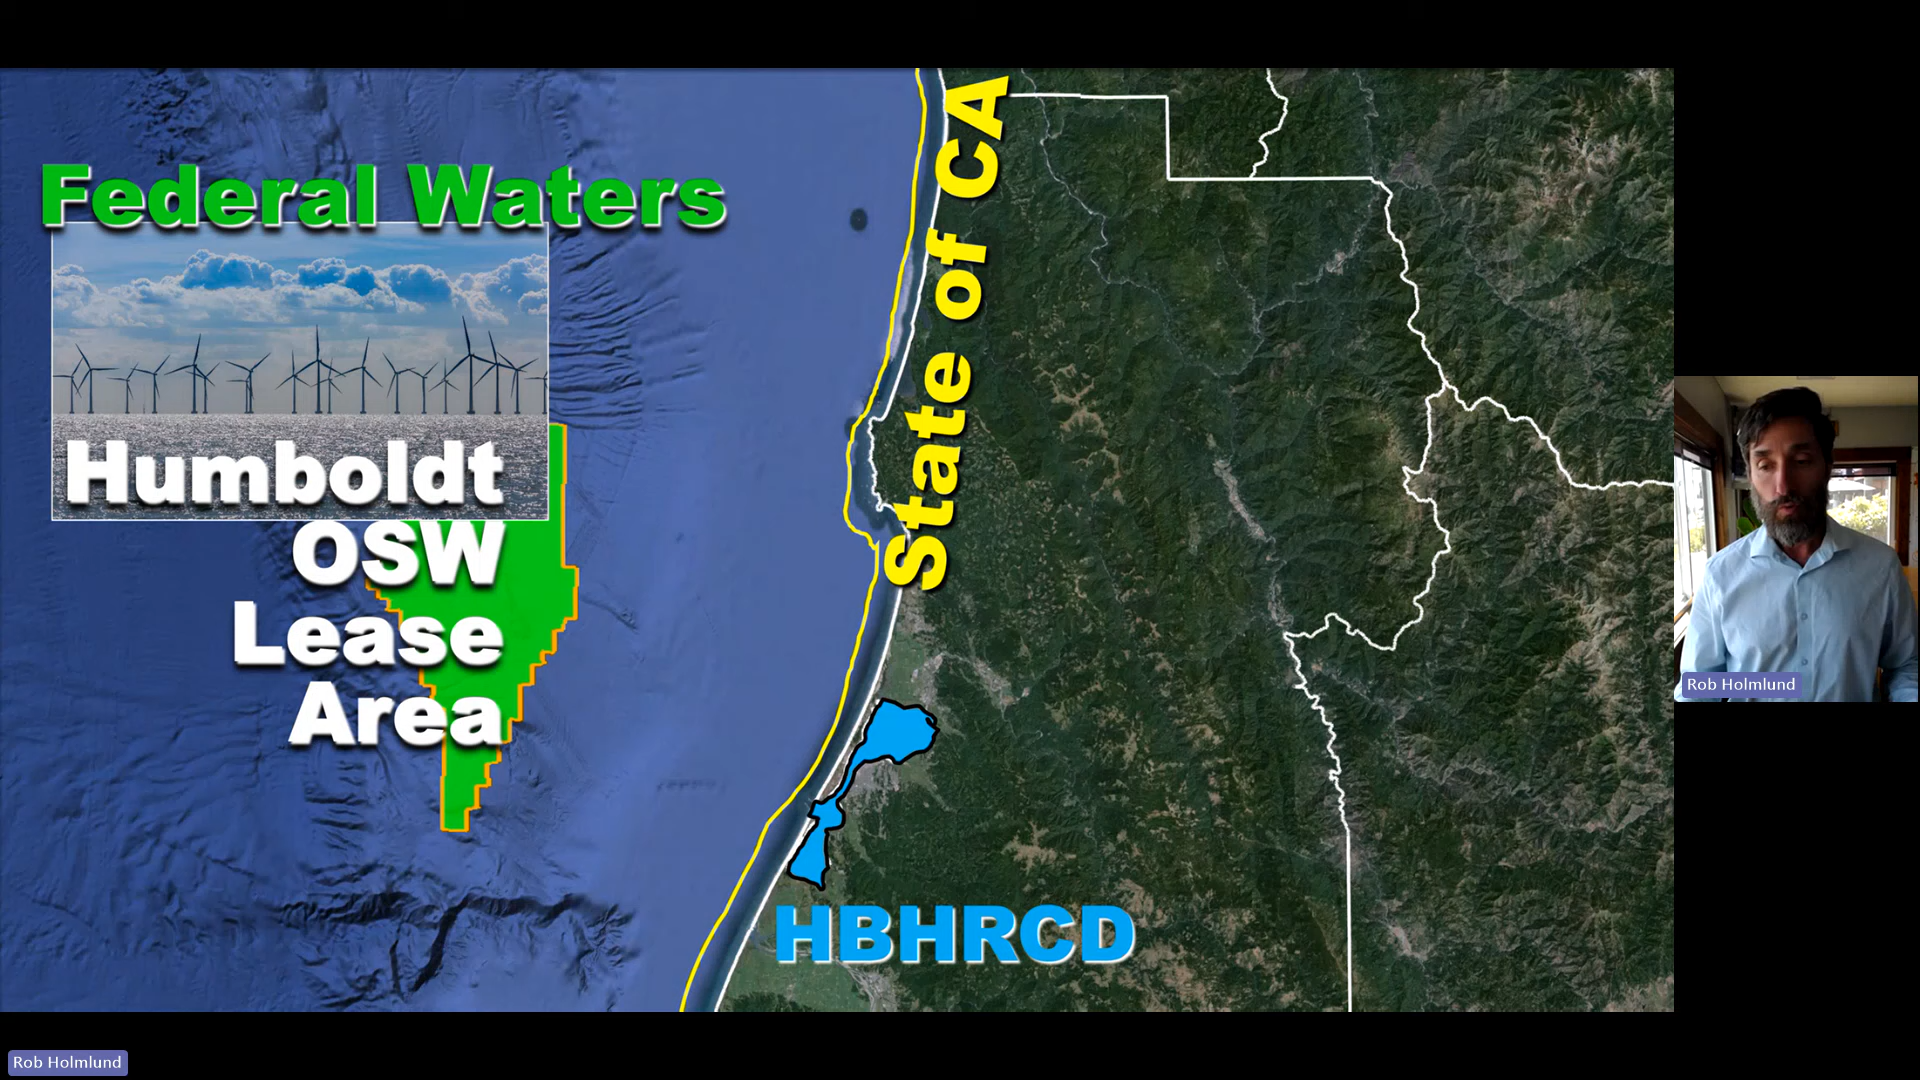 Federal Waters
State of CA
Humboldt
OSW
Lease
Area
HBHRCD
Rob Holmlund
Rob Holmlund